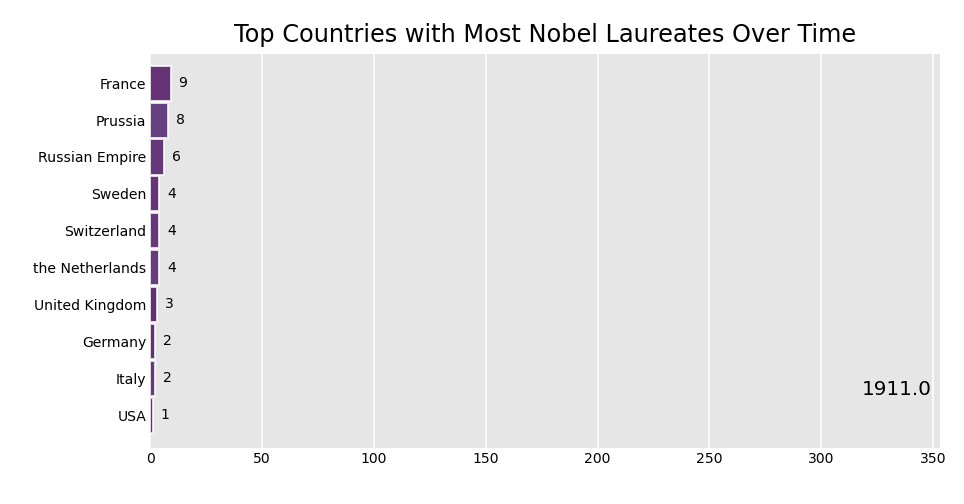 Top Countries with Most Nobel Laureates Over Time
France 9
Prussia 8
Russian Empire 6
Sweden 4
Switzerland 4
the Netherlands 4
United Kingdom 3
Germany 2
Italy 2
1911.0
USA 1
0 50 100 150 200 250 300 350